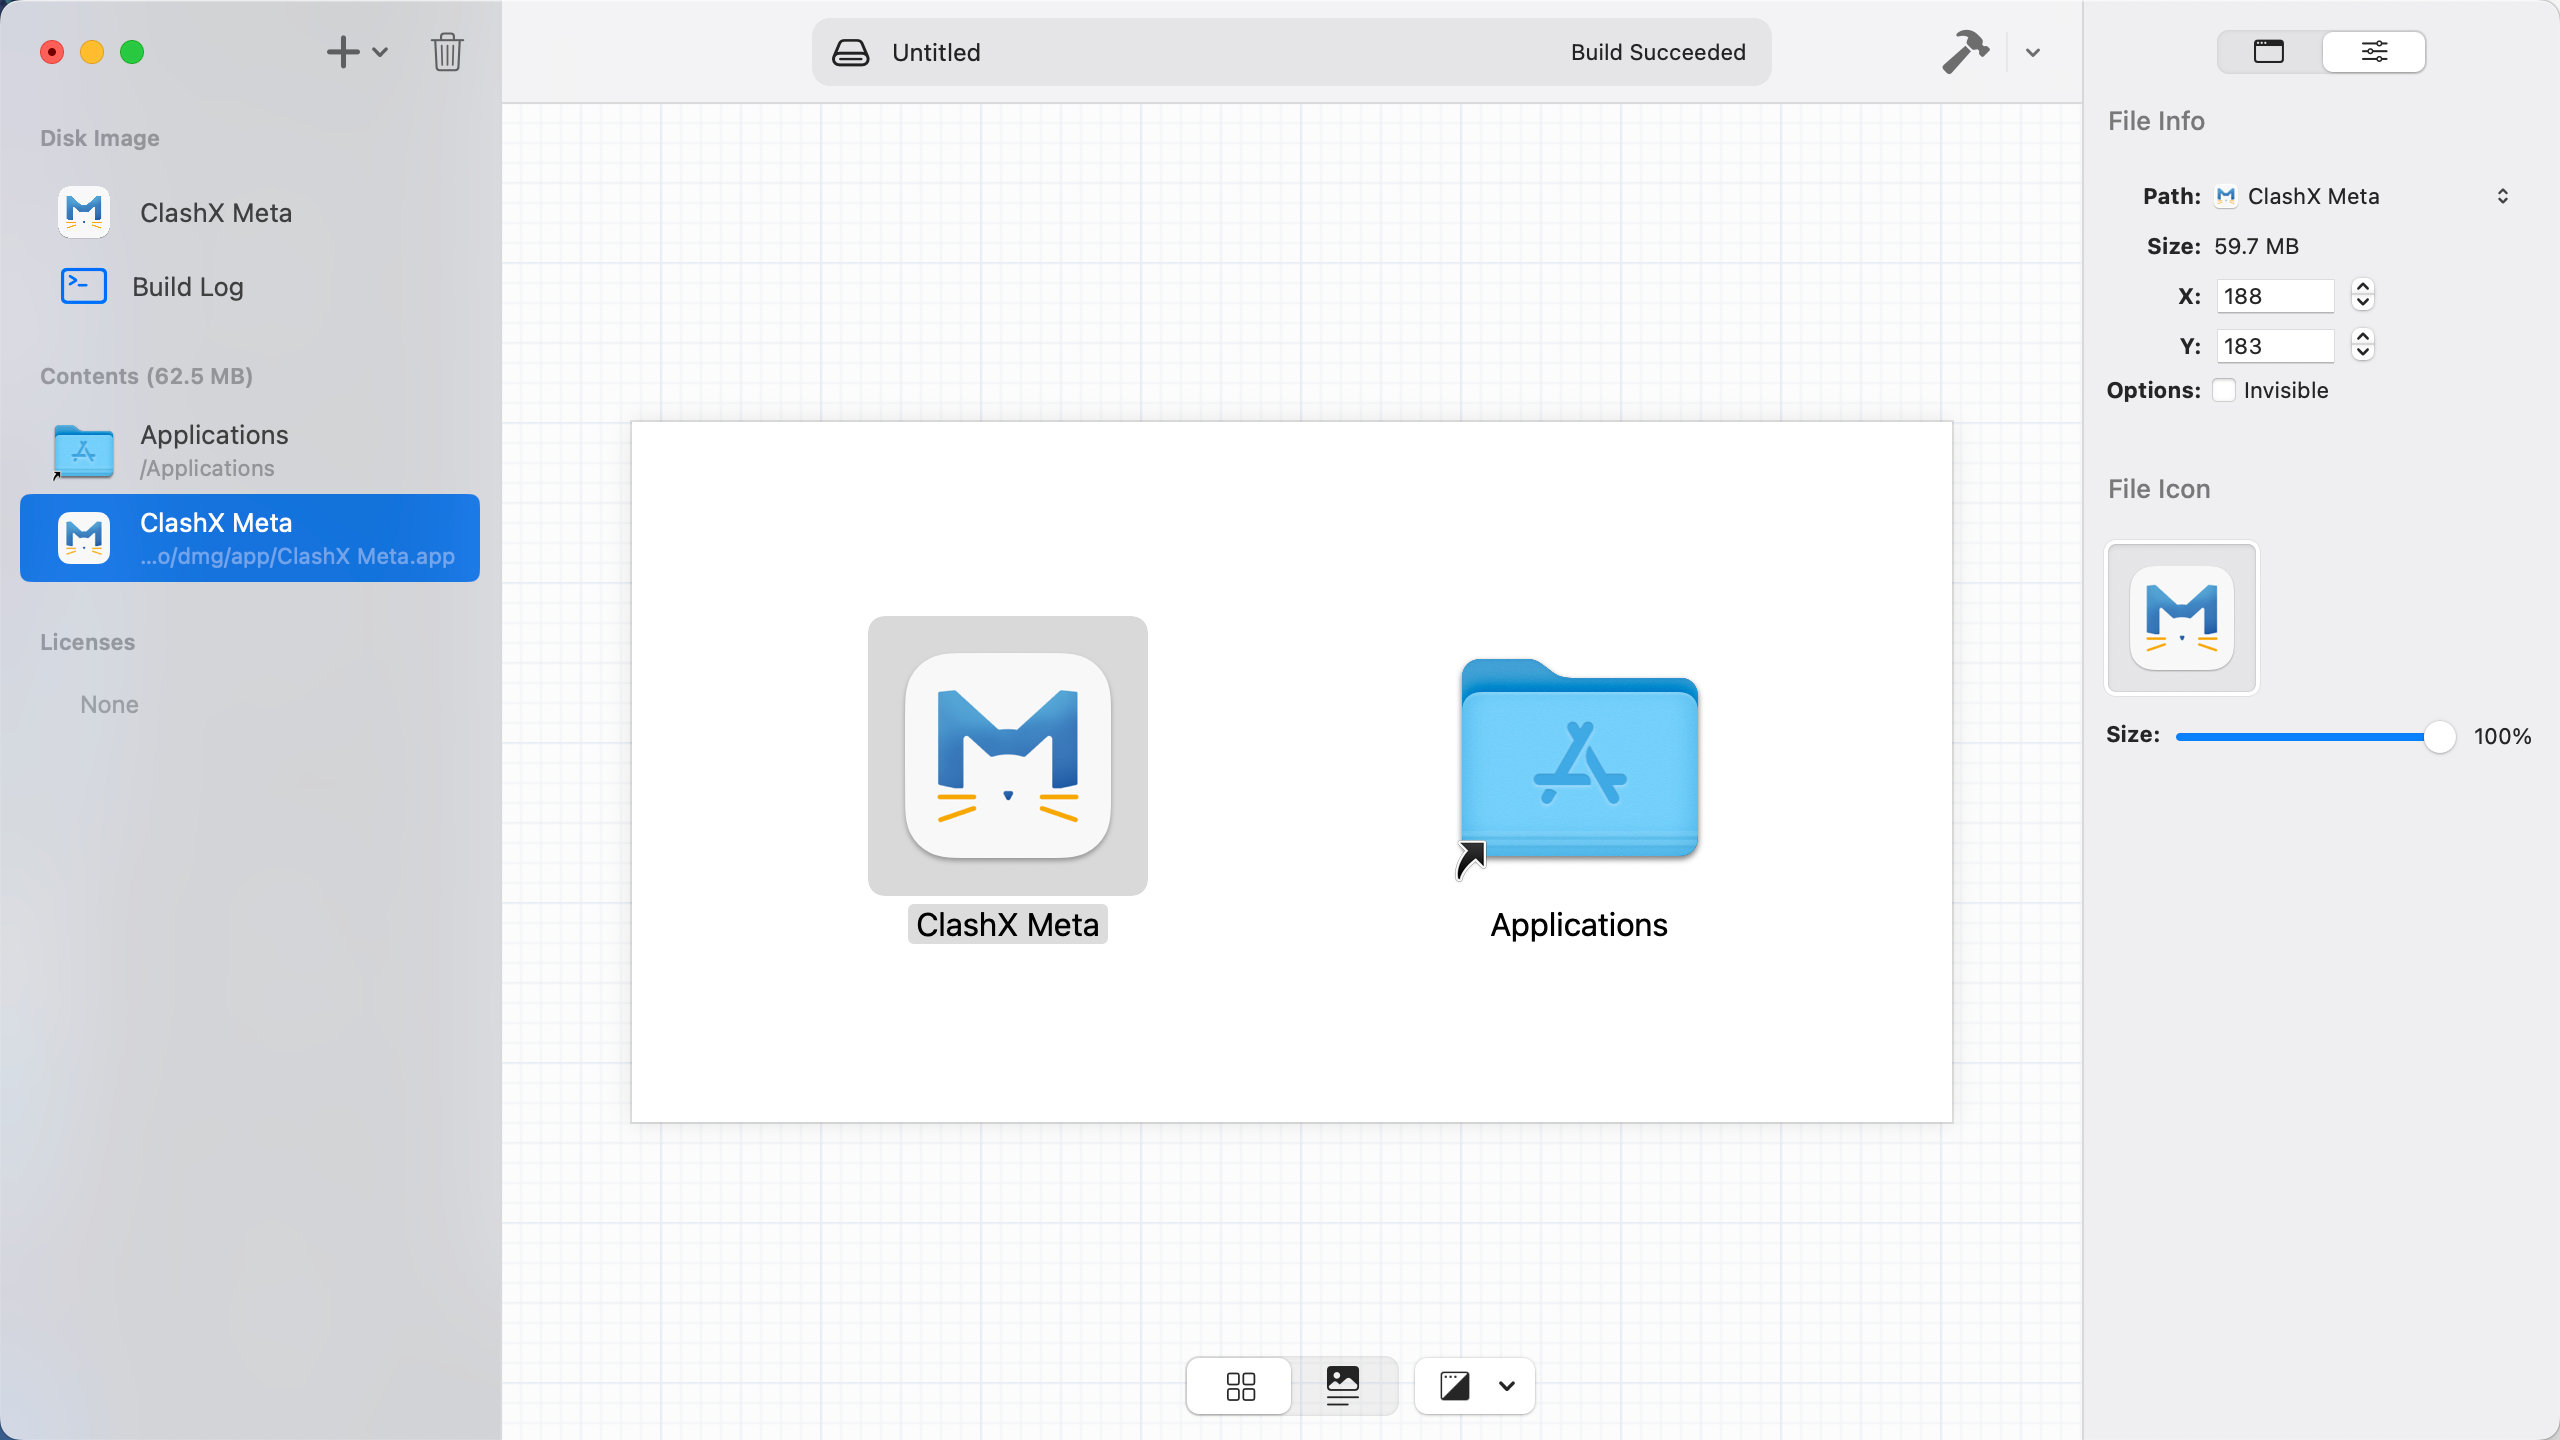 Untitled
Build Succeeded
Disk Image
ClashX Meta
Build Log
Contents (62.5 MB)
Applications
/Applications
ClashX Meta
...o/dmg/app/ClashX Meta.app
Licenses
None
ClashX Meta
Applications
File Info
Path: ClashX Meta
Size: 59.7 MB
X: 188
Y: 183
Options: Invisible
File Icon
Size: 100%